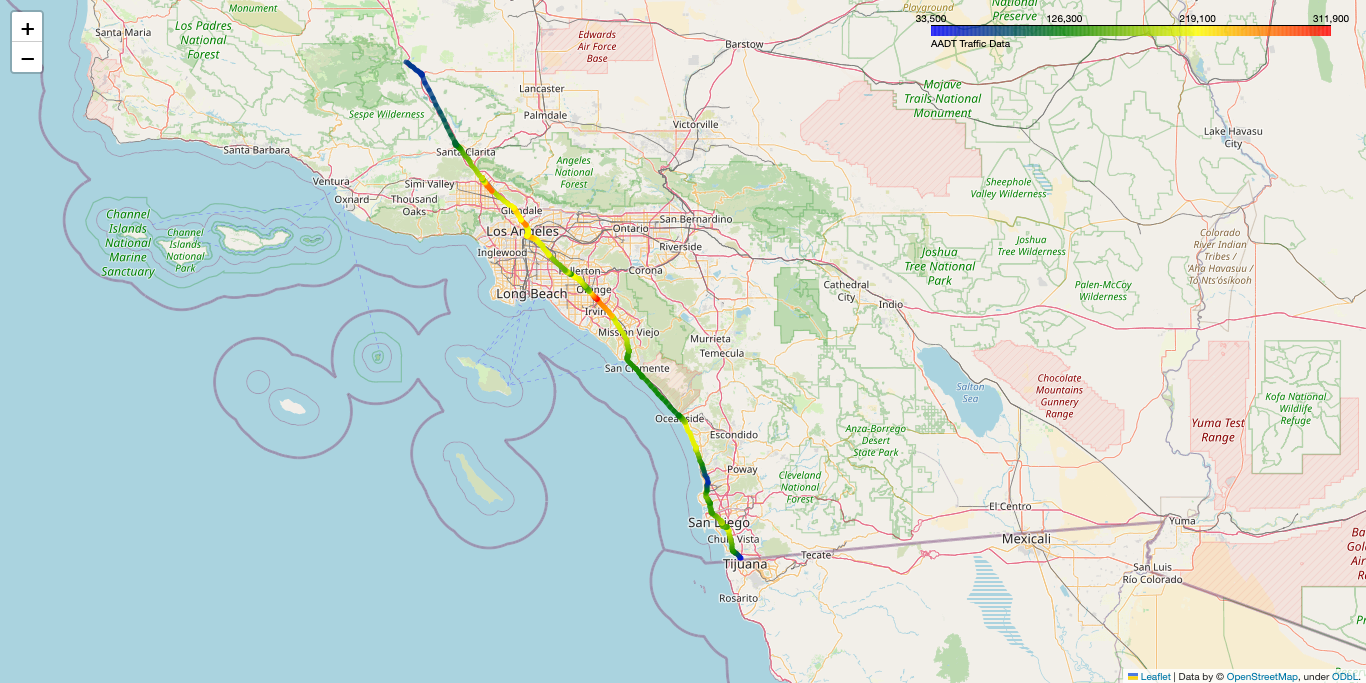 +
−
Monument
Playground
National
Preserve
33,500
126,300
219,100
311,900
AADT Traffic Data
Santa Maria
Los Padres
National
Forest
Edwards
Air Force
Base
Barstow
Lancaster
Palmdale
Mojave
Trails National
Monument
Sespe Wilderness
Victorville
Lake Havasu
City
Santa Barbara
Santa Clarita
Angeles
National
Forest
Ventura
Simi Valley
Oxnard
Thousand
Oaks
Glendale
Sheephole
Valley Wilderness
San Bernardino
Ontario
Los Angeles
Channel
Islands
National
Marine
Sanctuary
Channel
Islands
National
Park
Riverside
Inglewood
Fullerton
Corona
Joshua
Tree National
Park
Joshua
Tree Wilderness
Colorado
River Indian
Tribes /
'Aha Havasuu /
Tó Ntsʼósíkooh
Cathedral
City
Palen-McCoy
Wilderness
Long Beach
Orange
Indio
Irvine
Mission Viejo
Murrieta
Temecula
San Clemente
Salton
Sea
Chocolate
Mountains
Gunnery
Range
Kofa National
Wildlife
Refuge
Oceanside
Escondido
Anza-Borrego
Desert
State Park
Yuma Test
Range
Poway
Cleveland
National
Forest
El Centro
San Diego
Yuma
Chula Vista
Mexicali
Tijuana
Tecate
San Luis
Río Colorado
Rosarito
Leaflet | Data by © OpenStreetMap, under ODbL.